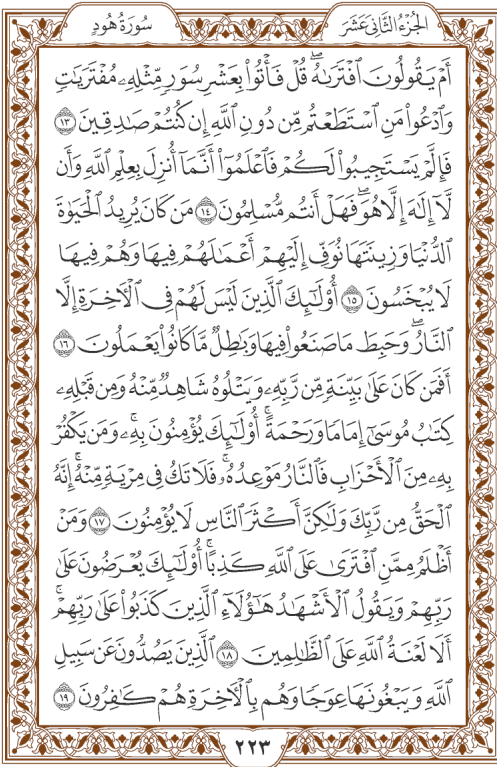 الجُزْءُ الثَّانِي عَشَرَ
سُورَةُ هُودٍ
أَمْ يَقُولُونَ ٱفْتَرَىٰهُ ۖ قُلْ فَأْتُوا۟ بِعَشْرِ سُوَرٍ مِّثْلِهِۦ مُفْتَرَيَٰتٍ
وَٱدْعُوا۟ مَنِ ٱسْتَطَعْتُم مِّن دُونِ ٱللَّهِ إِن كُنتُمْ صَٰدِقِينَ ١٣
فَإِلَّمْ يَسْتَجِيبُوا۟ لَكُمْ فَٱعْلَمُوٓا۟ أَنَّمَآ أُنزِلَ بِعِلْمِ ٱللَّهِ وَأَن
لَّآ إِلَٰهَ إِلَّا هُوَ ۖ فَهَلْ أَنتُم مُّسْلِمُونَ ١٤ مَن كَانَ يُرِيدُ ٱلْحَيَوٰةَ
ٱلدُّنْيَا وَزِينَتَهَا نُوَفِّ إِلَيْهِمْ أَعْمَٰلَهُمْ فِيهَا وَهُمْ فِيهَا
لَا يُبْخَسُونَ ١٥ أُو۟لَٰٓئِكَ ٱلَّذِينَ لَيْسَ لَهُمْ فِى ٱلْءَاخِرَةِ إِلَّا
ٱلنَّارُ ۖ وَحَبِطَ مَا صَنَعُوا۟ فِيهَا وَبَٰطِلٌ مَّا كَانُوا۟ يَعْمَلُونَ ١٦
أَفَمَن كَانَ عَلَىٰ بَيِّنَةٍ مِّن رَّبِّهِۦ وَيَتْلُوهُ شَاهِدٌ مِّنْهُ وَمِن قَبْلِهِۦ
كِتَٰبُ مُوسَىٰٓ إِمَامًا وَرَحْمَةً ۚ أُو۟لَٰٓئِكَ يُؤْمِنُونَ بِهِۦ ۚ وَمَن يَكْفُرْ
بِهِۦ مِنَ ٱلْأَحْزَابِ فَٱلنَّارُ مَوْعِدُهُۥ ۚ فَلَا تَكُ فِى مِرْيَةٍ مِّنْهُ ۚ إِنَّهُ
ٱلْحَقُّ مِن رَّبِّكَ وَلَٰكِنَّ أَكْثَرَ ٱلنَّاسِ لَا يُؤْمِنُونَ ١٧ وَمَنْ
أَظْلَمُ مِمَّنِ ٱفْتَرَىٰ عَلَى ٱللَّهِ كَذِبًا ۚ أُو۟لَٰٓئِكَ يُعْرَضُونَ عَلَىٰ
رَبِّهِمْ وَيَقُولُ ٱلْأَشْهَٰدُ هَٰٓؤُلَآءِ ٱلَّذِينَ كَذَبُوا۟ عَلَىٰ رَبِّهِمْ ۚ
أَلَا لَعْنَةُ ٱللَّهِ عَلَى ٱلظَّٰلِمِينَ ١٨ ٱلَّذِينَ يَصُدُّونَ عَن سَبِيلِ
ٱللَّهِ وَيَبْغُونَهَا عِوَجًا وَهُم بِٱلْءَاخِرَةِ هُمْ كَٰفِرُونَ ١٩
٢٢٣